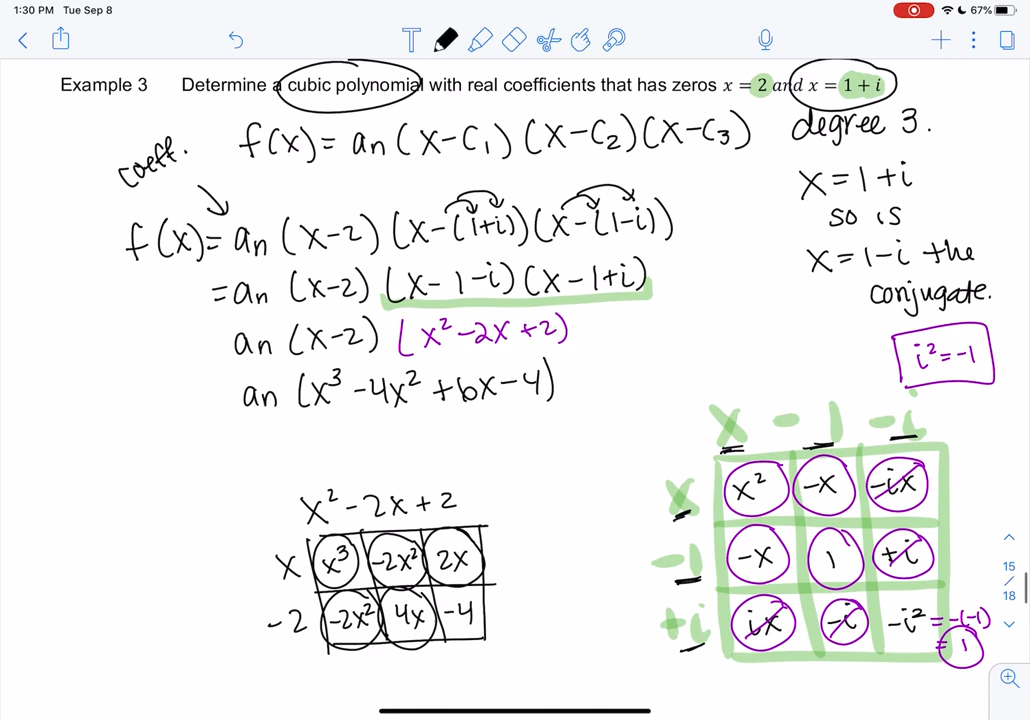 1:30 PM Tue Sep 8
67%
Example 3 Determine a cubic polynomial with real coefficients that has zeros x = 2 and x = 1 + i
coeff.
f(x) = an (x-c₁) (x-c₂) (x-c₃)
degree 3.
x = 1 + i
so is
x = 1 - i the
conjugate.
i² = -1
f(x) = an (x-2) (x-(1+i)) (x-(1-i))
= an (x-2) (x-1-i) (x-1+i)
an (x-2) (x²-2x+2)
an (x³ -4x² +6x -4)
x² - 2x + 2
x x³ -2x² 2x
-2 -2x² 4x -4
x -1 -i
x x² -x -ix
-1 -x 1 +i
+i ix -i -i² = -(-1)
= 1
15
/
18